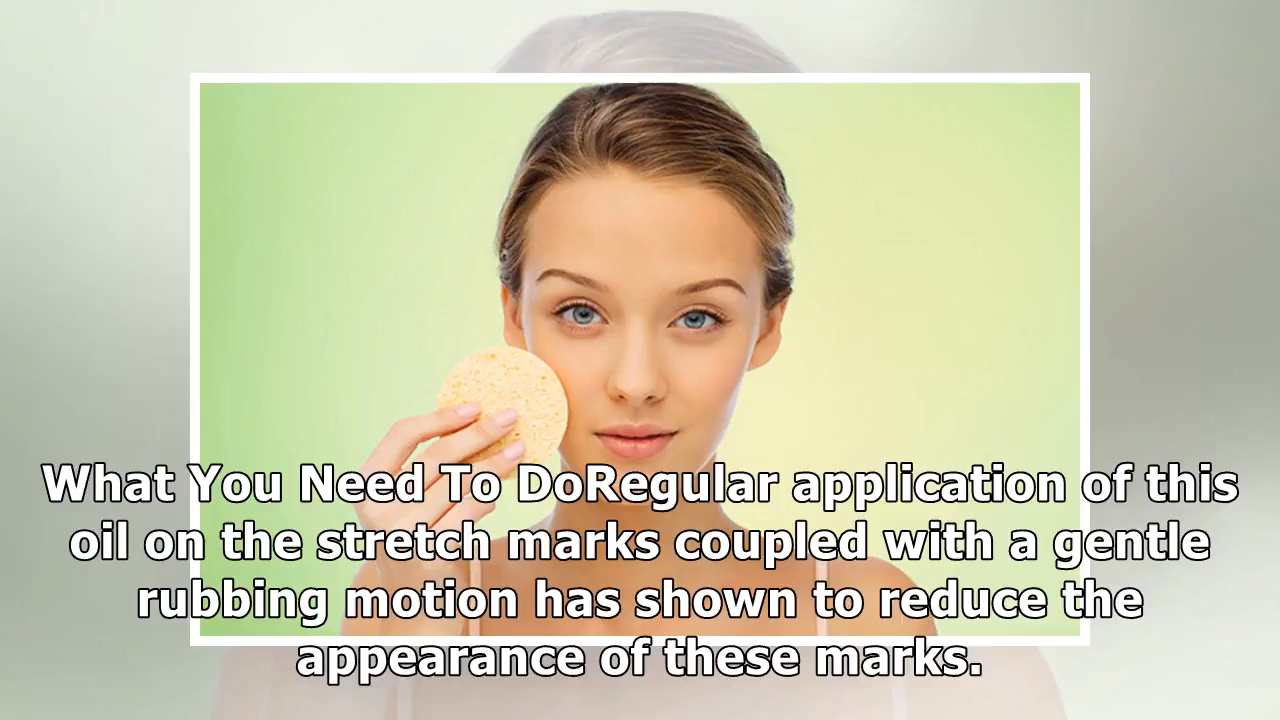 What You Need To DoRegular application of this
oil on the stretch marks coupled with a gentle
rubbing motion has shown to reduce the
appearance of these marks.